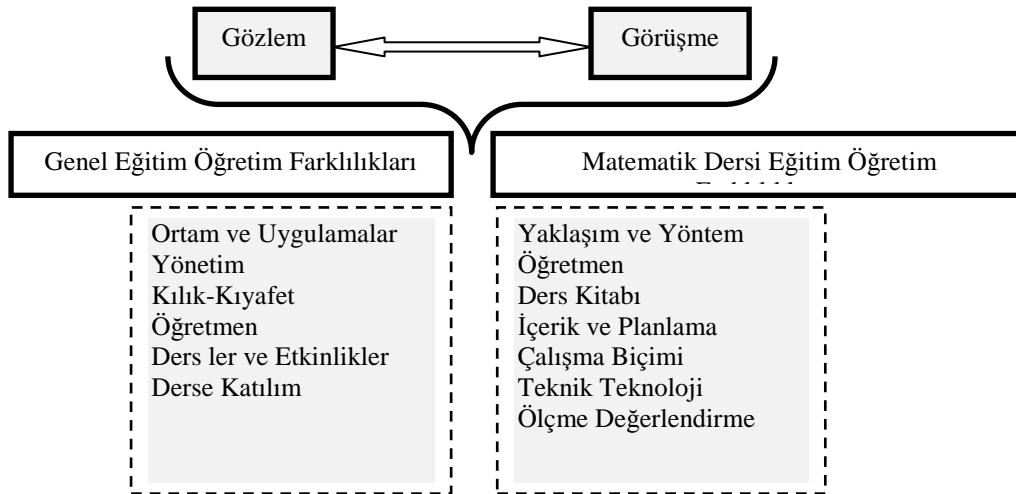 Gözlem
Görüşme
Genel Eğitim Öğretim Farklılıkları
Matematik Dersi Eğitim Öğretim
Ortam ve Uygulamalar
Yönetim
Kılık-Kıyafet
Öğretmen
Ders ler ve Etkinlikler
Derse Katılım
Yaklaşım ve Yöntem
Öğretmen
Ders Kitabı
İçerik ve Planlama
Çalışma Biçimi
Teknik Teknoloji
Ölçme Değerlendirme